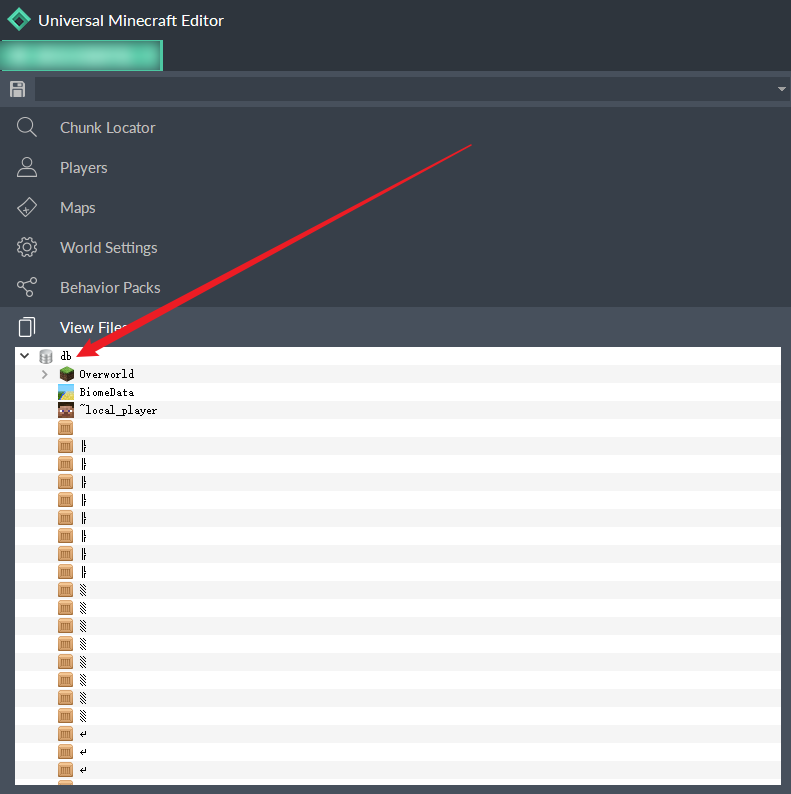 Universal Minecraft Editor
Chunk Locator
Players
Maps
World Settings
Behavior Packs
View Files
db
Overworld
BiomeData
~local_player
╠
╠
╠
╠
╠
╠
╠
╠
▒
▒
▒
▒
▒
▒
▒
▒
↵
↵
↵